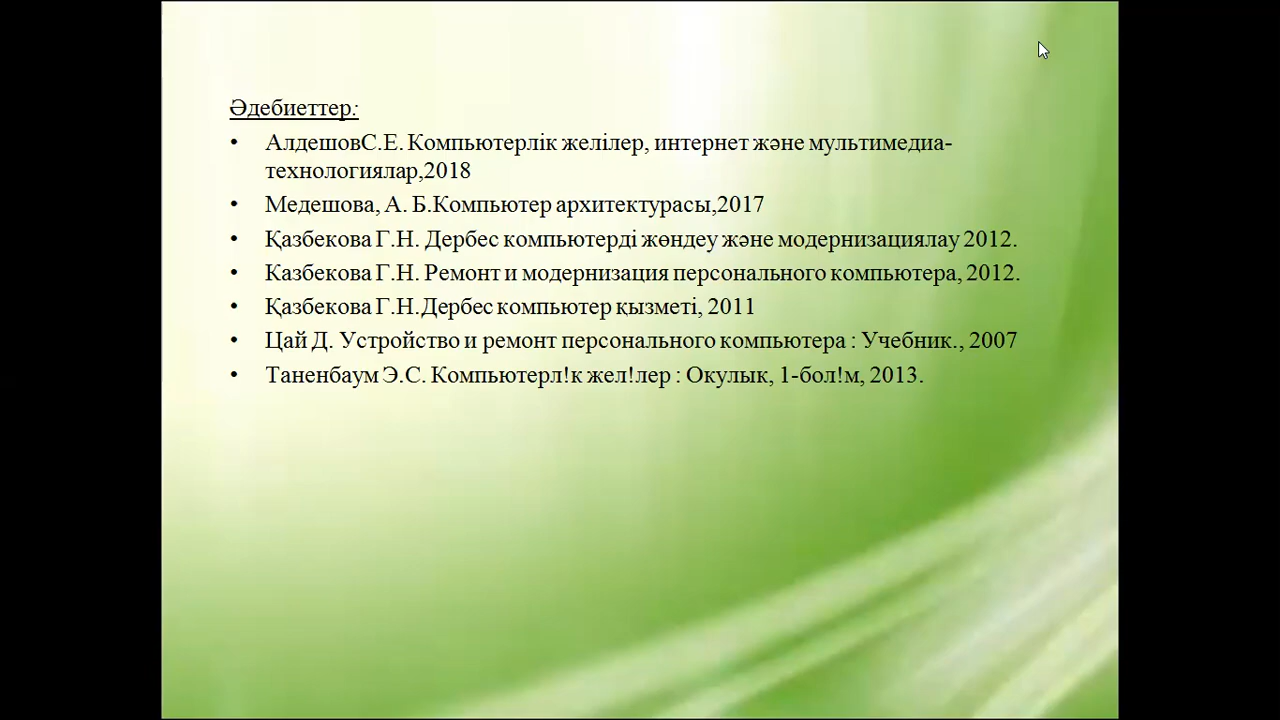 Әдебиеттер:
• АлдешовС.Е. Компьютерлік желілер, интернет және мультимедиа-
технологиялар,2018
• Медешова, А. Б.Компьютер архитектурасы,2017
• Қазбекова Г.Н. Дербес компьютерді жөндеу және модернизациялау 2012.
• Казбекова Г.Н. Ремонт и модернизация персонального компьютера, 2012.
• Қазбекова Г.Н.Дербес компьютер қызметі, 2011
• Цай Д. Устройство и ремонт персонального компьютера : Учебник., 2007
• Таненбаум Э.С. Компьютерл!к жел!лер : Окулык, 1-бол!м, 2013.